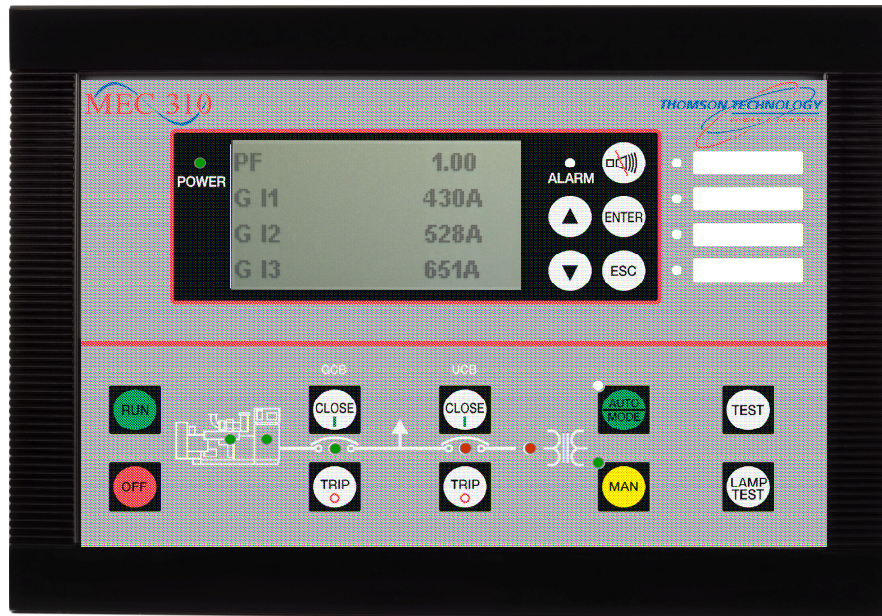 MEC 310
THOMSON TECHNOLOGY
POWER
PF 1.00
G I1 430A
G I2 528A
G I3 651A
ALARM
ENTER
ESC
GCB
UCB
RUN
CLOSE
I
CLOSE
I
AUTO
MODE
TEST
OFF
TRIP
TRIP
MAN
LAMP
TEST